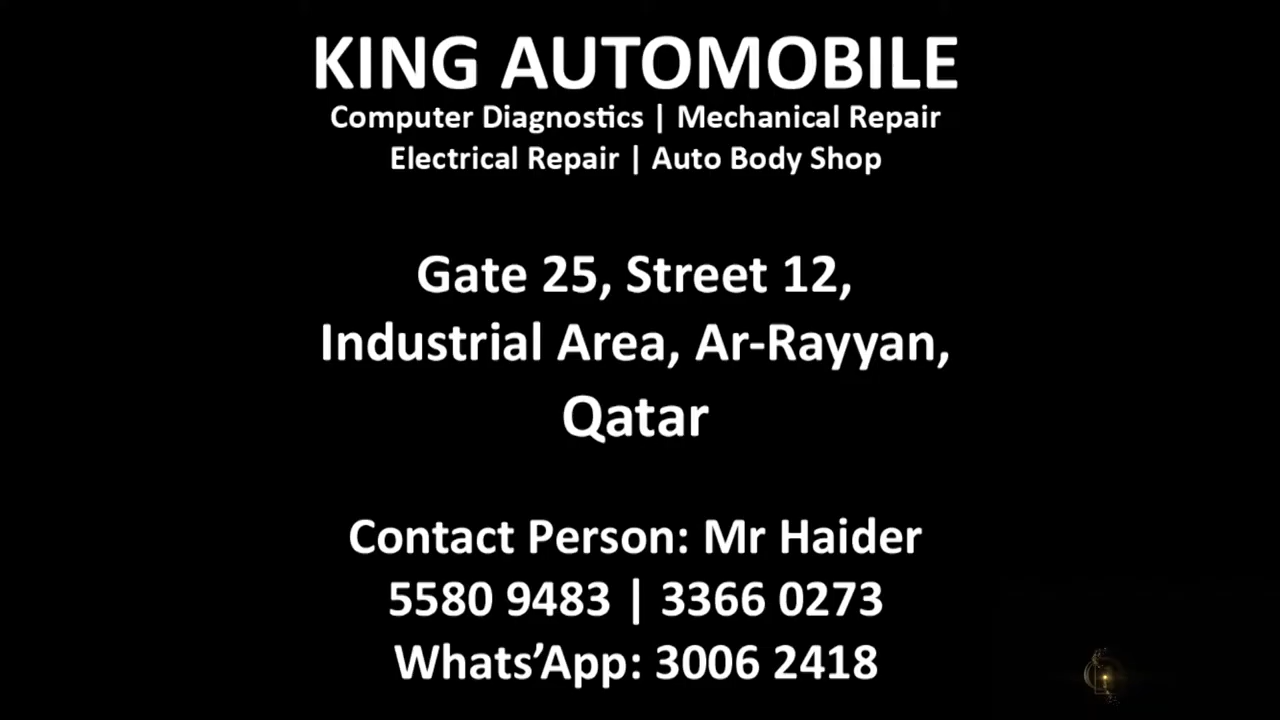 KING AUTOMOBILE
Computer Diagnostics | Mechanical Repair
Electrical Repair | Auto Body Shop
Gate 25, Street 12,
Industrial Area, Ar-Rayyan,
Qatar
Contact Person: Mr Haider
5580 9483 | 3366 0273
Whats’App: 3006 2418